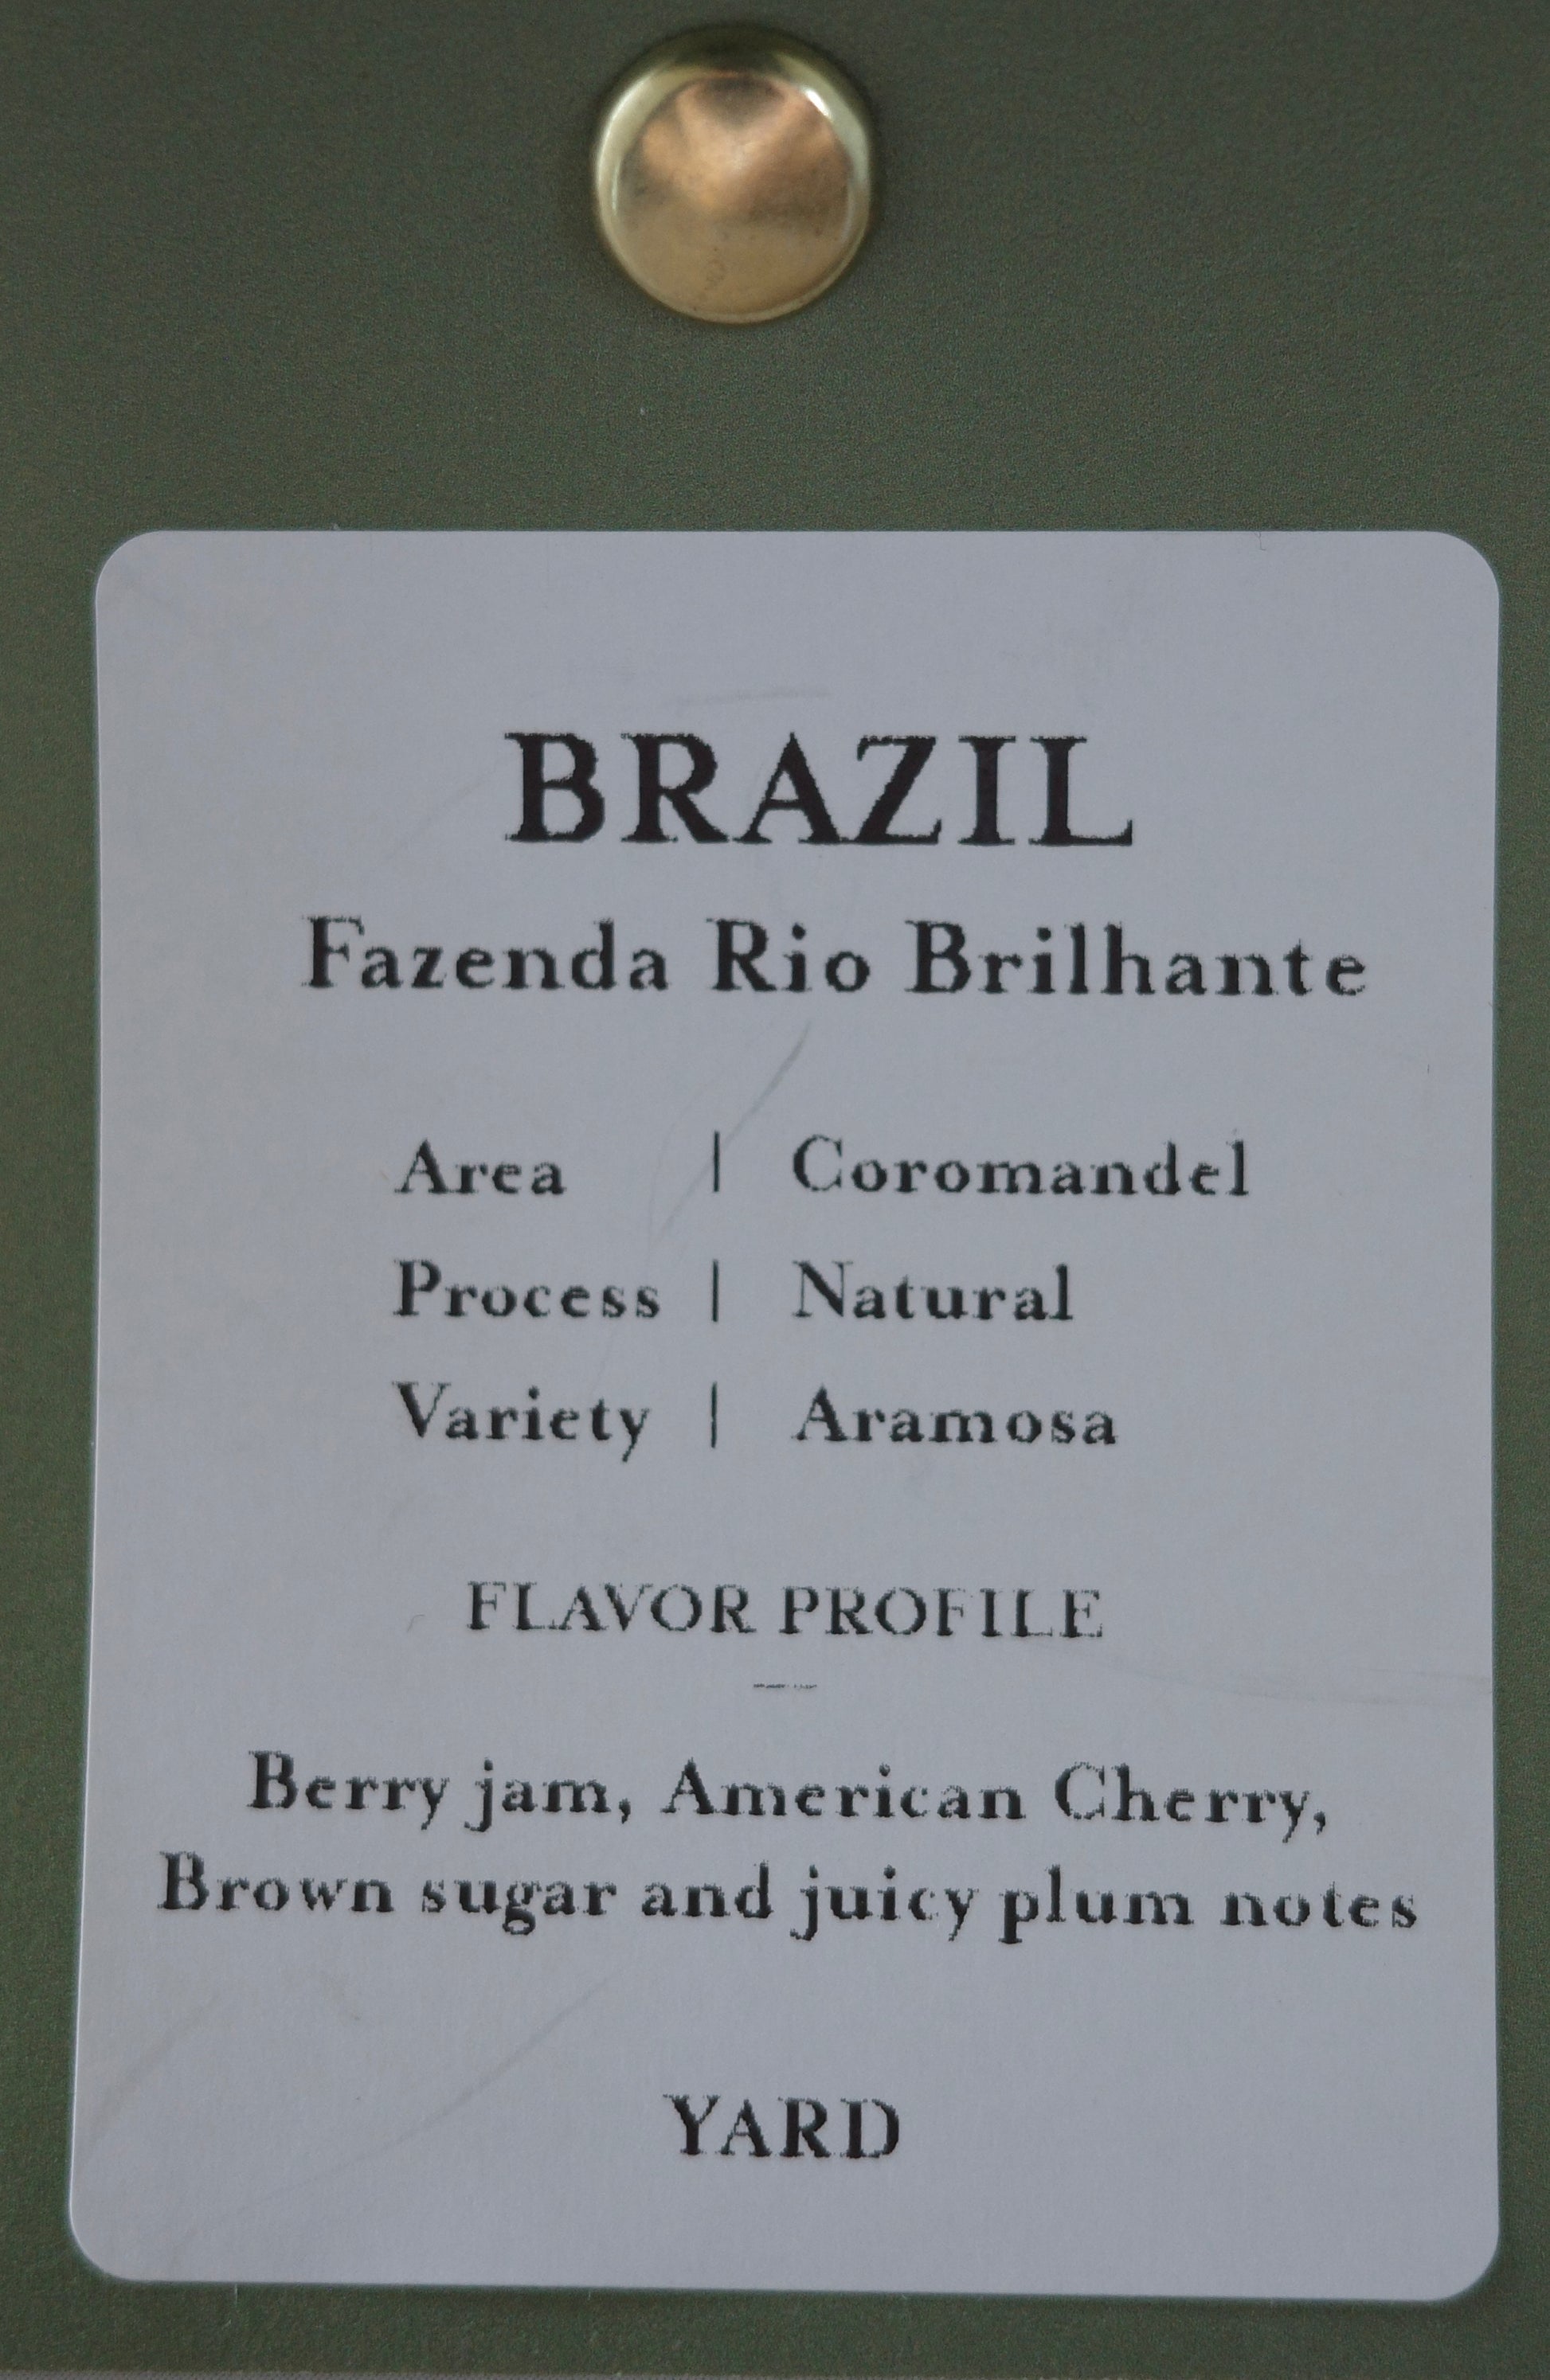 BRAZIL
Fazenda Rio Brilhante
Area | Coromandel
Process | Natural
Variety | Aramosa
FLAVOR PROFILE
—
Berry jam, American Cherry,
Brown sugar and juicy plum notes
YARD